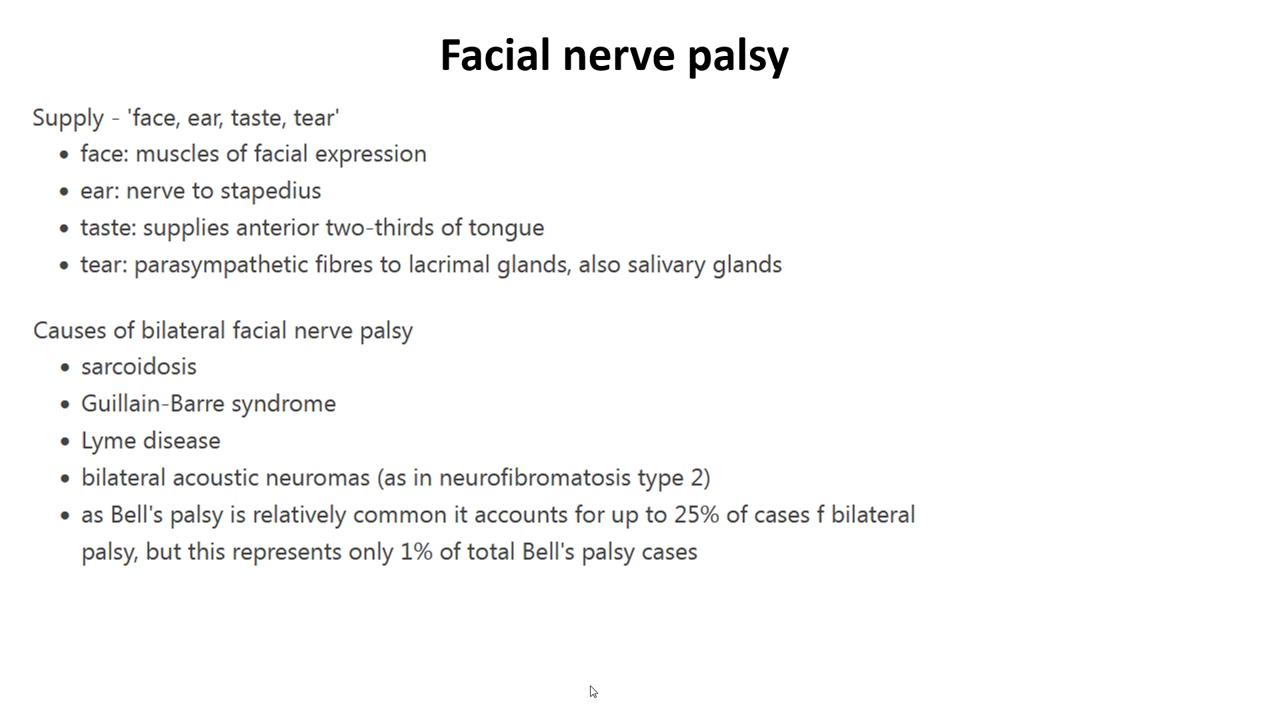 Facial nerve palsy
Supply - 'face, ear, taste, tear'
• face: muscles of facial expression
• ear: nerve to stapedius
• taste: supplies anterior two-thirds of tongue
• tear: parasympathetic fibres to lacrimal glands, also salivary glands
Causes of bilateral facial nerve palsy
• sarcoidosis
• Guillain-Barre syndrome
• Lyme disease
• bilateral acoustic neuromas (as in neurofibromatosis type 2)
• as Bell's palsy is relatively common it accounts for up to 25% of cases f bilateral
palsy, but this represents only 1% of total Bell's palsy cases